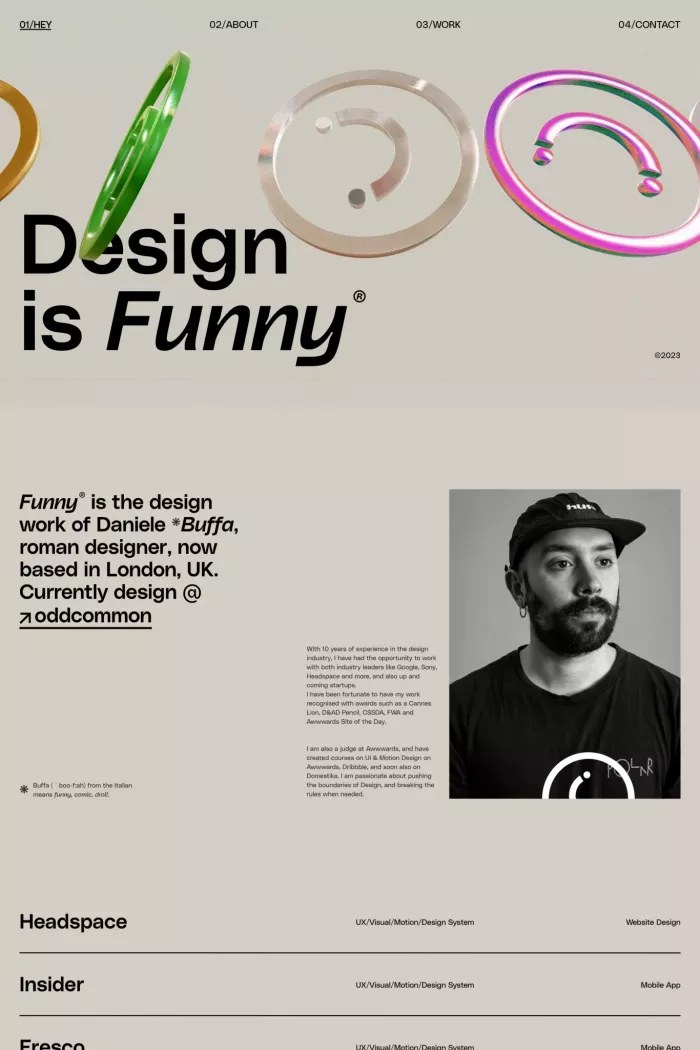 01/HEY
02/ABOUT
03/WORK
04/CONTACT
Design
is Funny®
©2023
Funny® is the design
work of Daniele *Buffa,
roman designer, now
based in London, UK.
Currently design @
↗oddcommon
With 10 years of experience in the design
industry, I have had the opportunity to work
with both industry leaders like Google, Sony,
Headspace and more, and also up and
coming startups.
I have been fortunate to have my work
recognised with awards such as a Cannes
Lion, D&AD Pencil, CSSDA, FWA and
Awwwards Site of the Day.
I am also a judge at Awwwards, and have
created courses on UI & Motion Design on
Awwwards, Dribbble, and soon also on
Domestika. I am passionate about pushing
the boundaries of Design, and breaking the
rules when needed.
POLAR
* Buffa (ˈboo·f:ah) from the Italian
means funny, comic, droll.
Headspace
UX/Visual/Motion/Design System
Website Design
Insider
UX/Visual/Motion/Design System
Mobile App
Fresco
UX/Visual/Motion/Design System
Mobile App